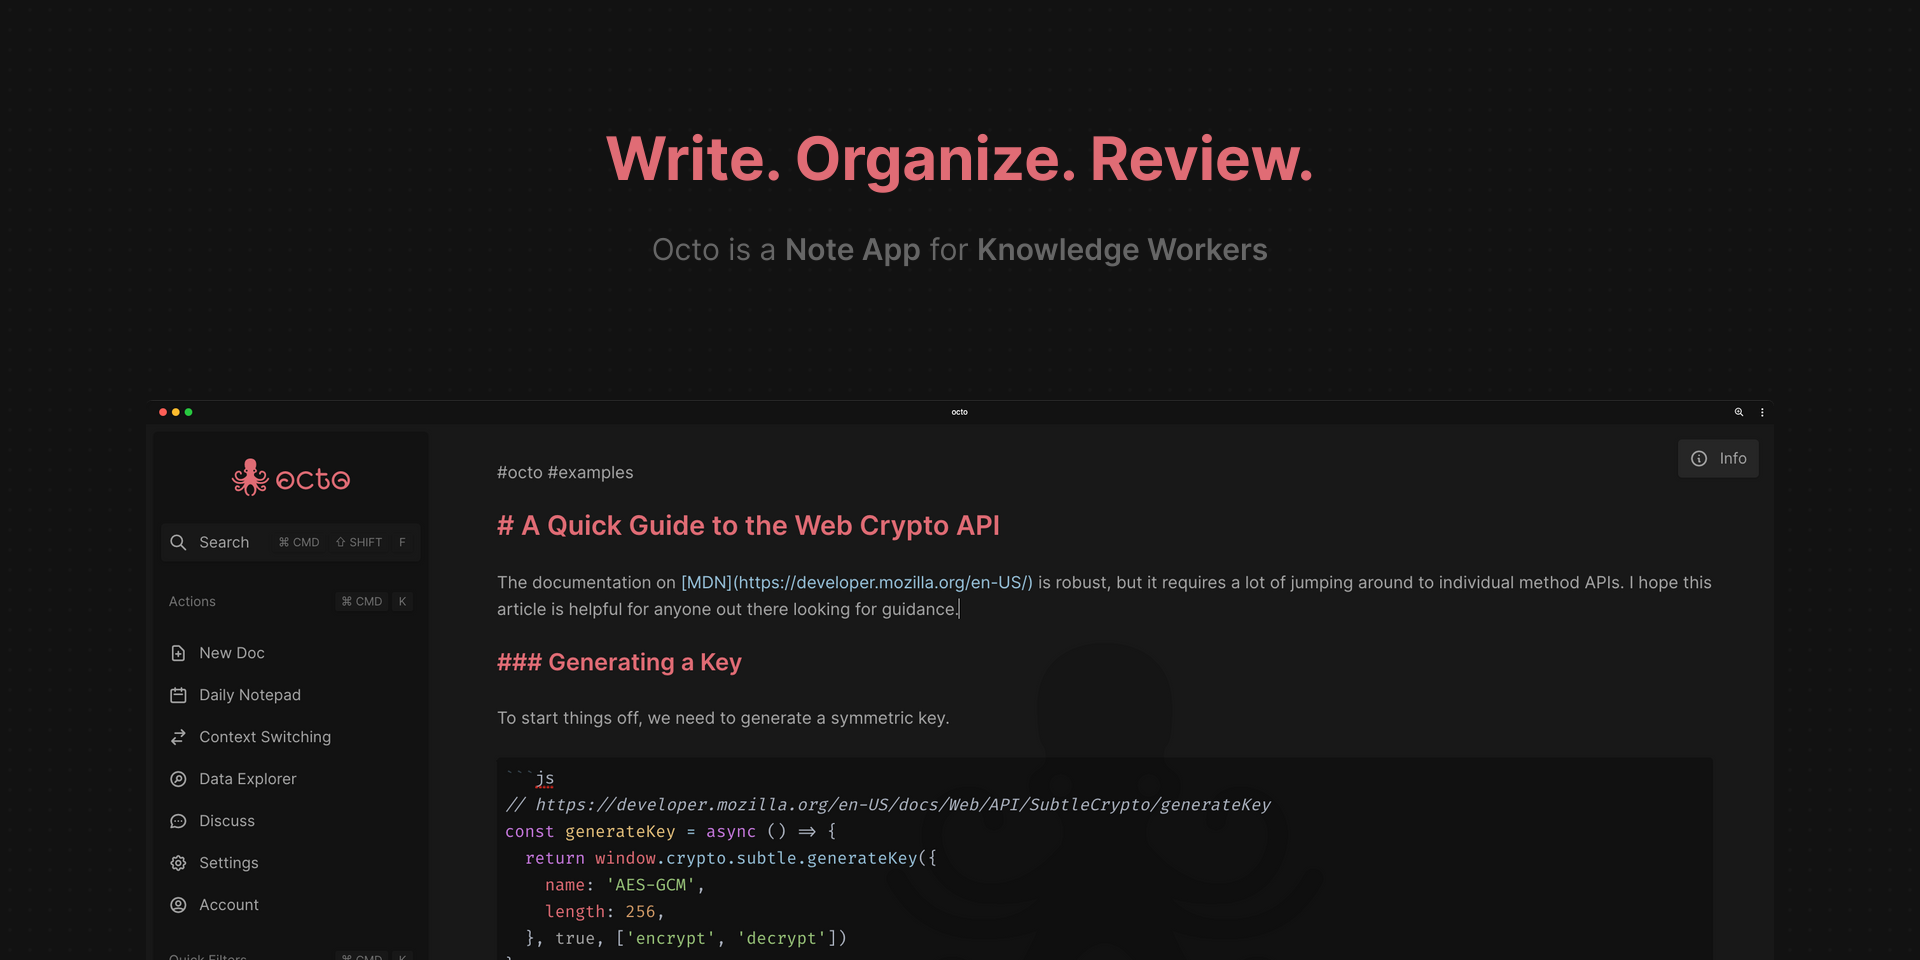 Write. Organize. Review.
Octo is a Note App for Knowledge Workers
octo
octo
Search ⌘ CMD ⇧ SHIFT F
Actions ⌘ CMD K
New Doc
Daily Notepad
Context Switching
Data Explorer
Discuss
Settings
Account
Quick Filters ⌘ CMD K
Info
#octo #examples
# A Quick Guide to the Web Crypto API
The documentation on [MDN](https://developer.mozilla.org/en-US/) is robust, but it requires a lot of jumping around to individual method APIs. I hope this
article is helpful for anyone out there looking for guidance.
### Generating a Key
To start things off, we need to generate a symmetric key.
```js
// https://developer.mozilla.org/en-US/docs/Web/API/SubtleCrypto/generateKey
const generateKey = async () => {
return window.crypto.subtle.generateKey({
name: 'AES-GCM',
length: 256,
}, true, ['encrypt', 'decrypt'])